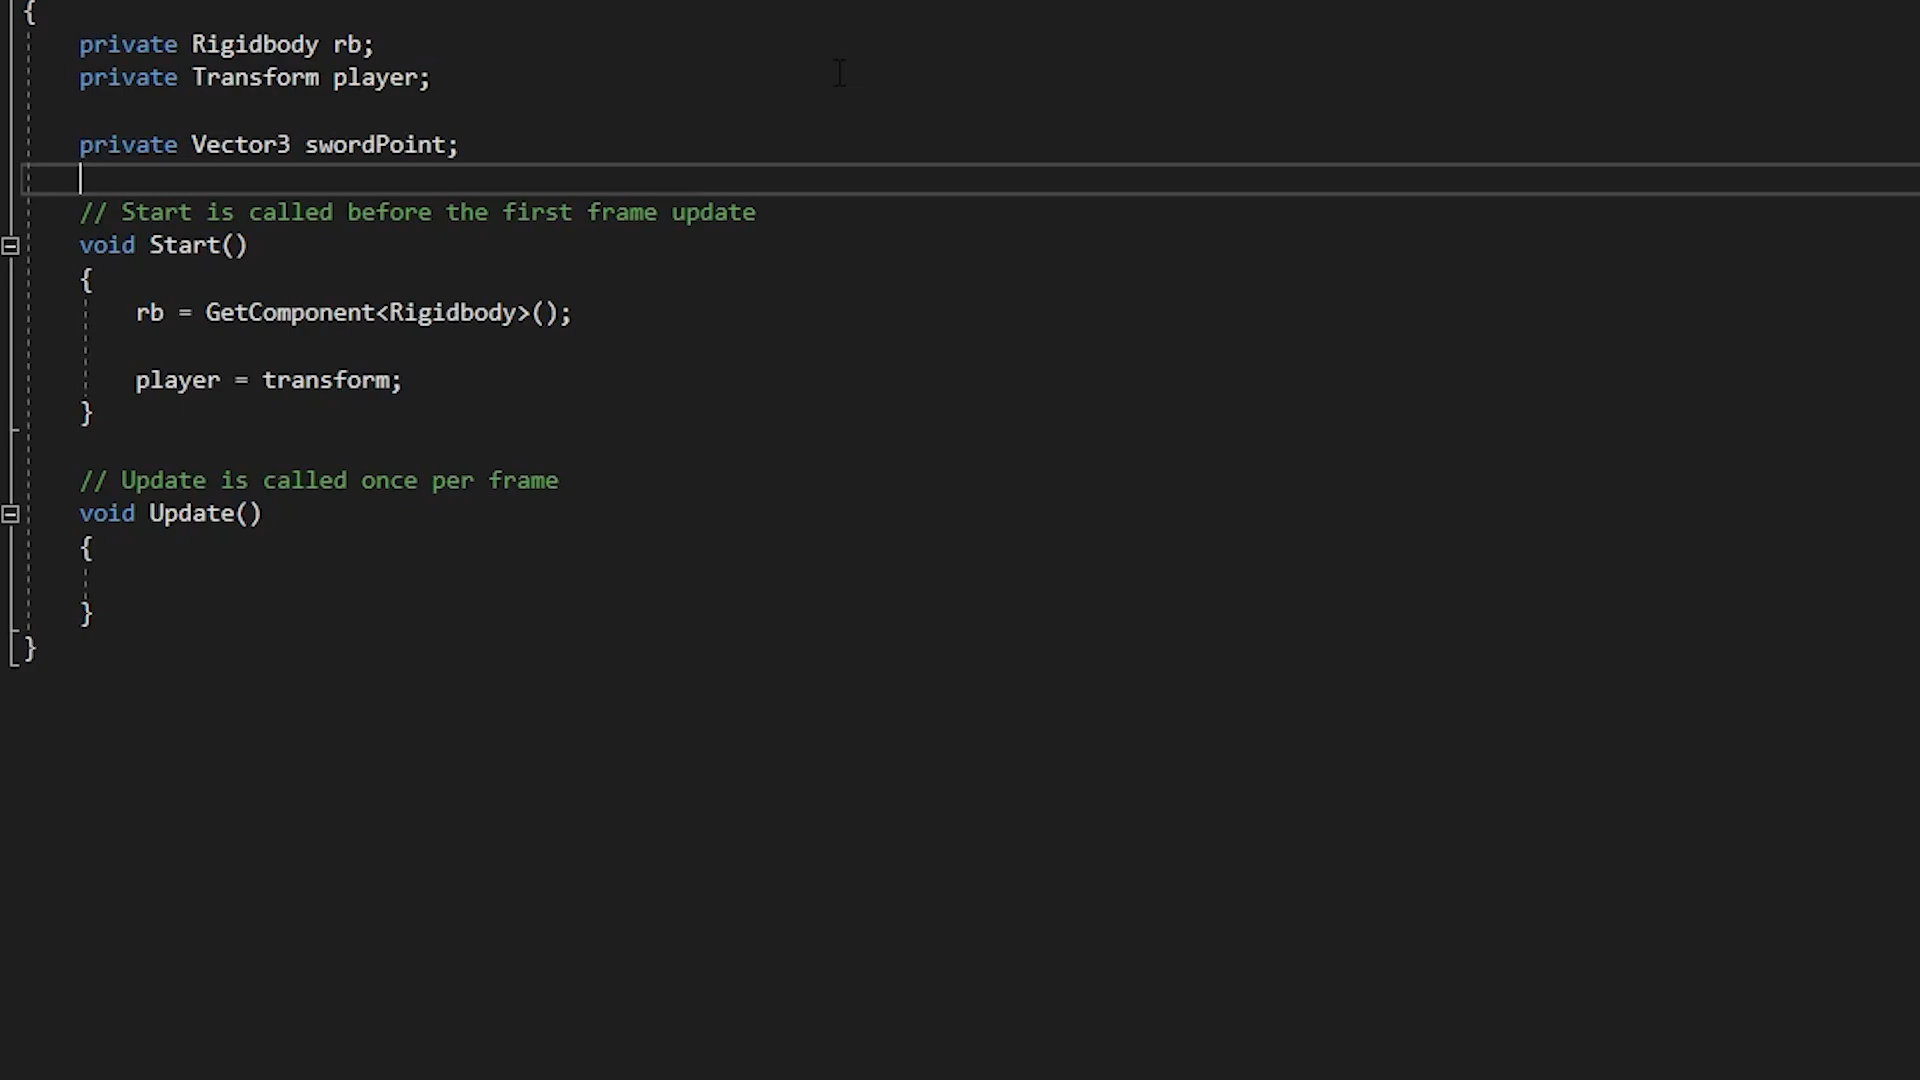 {
private Rigidbody rb;
private Transform player;
private Vector3 swordPoint;
// Start is called before the first frame update
void Start()
{
rb = GetComponent<Rigidbody>();
player = transform;
}
// Update is called once per frame
void Update()
{
}
}